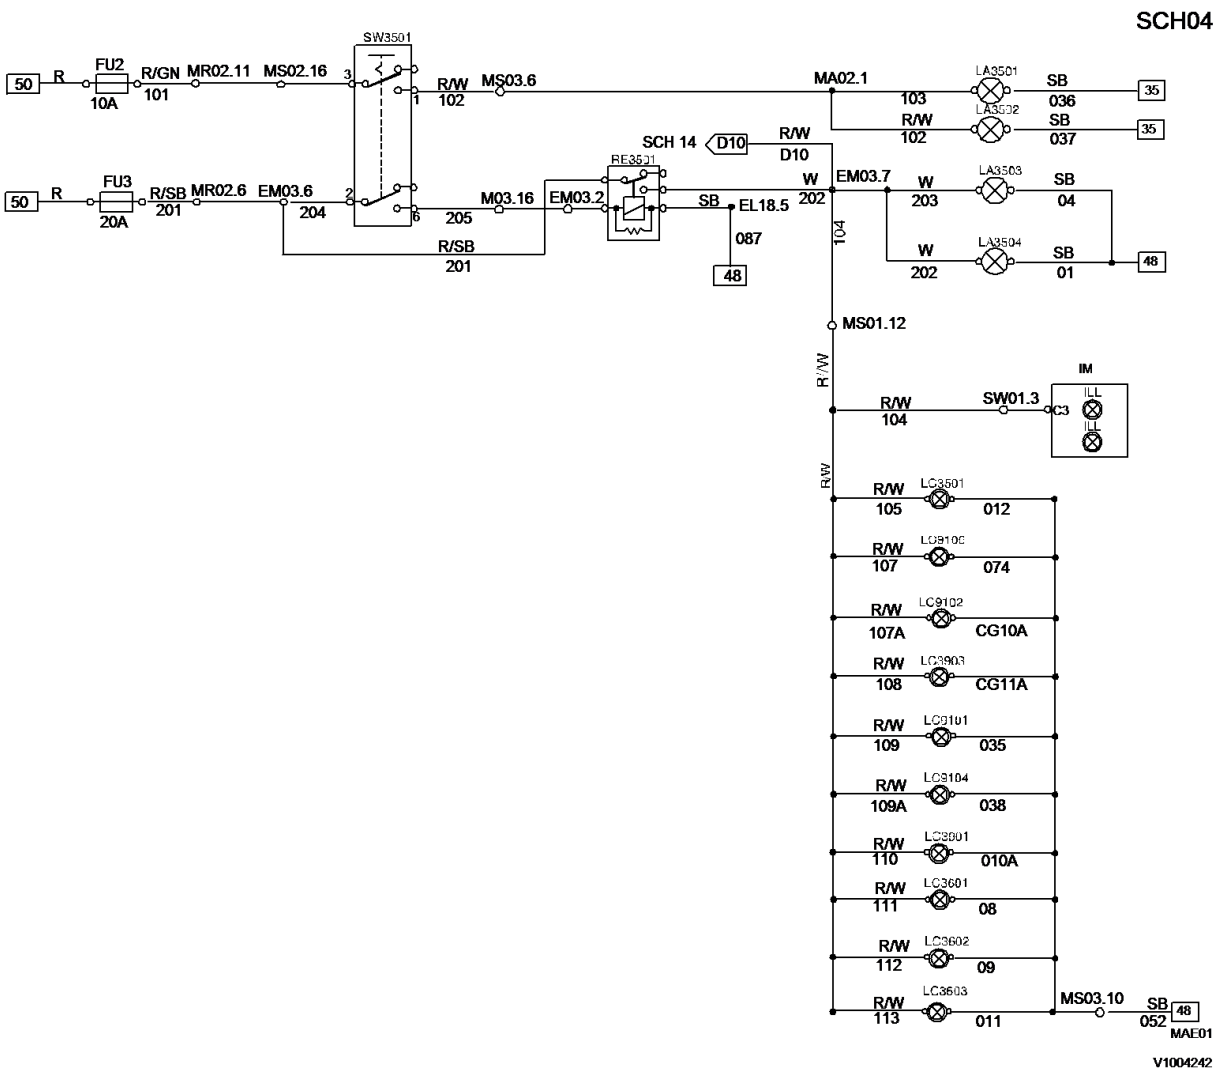 SCH04
SW3501
FU2
R
50
10A
R/GN
101
MR02.11
MS02.16
3
1
R/W
102
MS03.6
MA02.1
LA3501
103
SB
036
35
LA3502
R/W
102
SB
037
35
SCH 14
D10
R/W
D10
FU3
50
R
20A
R/SB
201
MR02.6
EM03.6
204
2
6
205
M03.16
EM03.2
RE3501
R/SB
201
SB
EL18.5
087
48
W
202
EM03.7
104
W
203
LA3503
SB
04
W
202
LA3504
SB
01
48
MS01.12
R/W
IM
R/W
104
SW01.3
C3
ILL
ILL
R/W
R/W
105
LC3501
012
R/W
107
LC9106
074
R/W
107A
LC9102
CG10A
R/W
108
LC3903
CG11A
R/W
109
LC9101
035
R/W
109A
LC9104
038
R/W
110
LC3901
010A
R/W
111
LC3601
08
R/W
112
LC3602
09
R/W
113
LC3603
011
MS03.10
SB
052
48
MAE01
V1004242